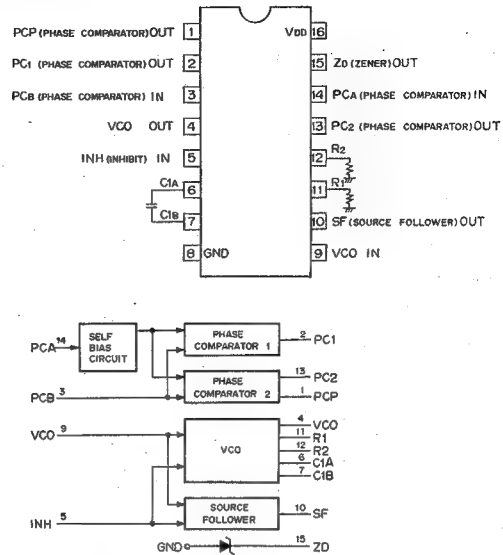 PCP (PHASE COMPARATOR) OUT 1
VDD 16
PC1 (PHASE COMPARATOR) OUT 2
15 ZD (ZENER) OUT
PCB (PHASE COMPARATOR) IN 3
14 PCA (PHASE COMPARATOR) IN
VCO OUT 4
13 PC2 (PHASE COMPARATOR) OUT
INH (INHIBIT) IN 5
12 R2
C1A 6
11 R1
C1B 7
10 SF (SOURCE FOLLOWER) OUT
8 GND
9 VCO IN
PCA 14
SELF
BIAS
CIRCUIT
PHASE
COMPARATOR 1
2 PC1
PCB 3
PHASE
COMPARATOR 2
13 PC2
1 PCP
VCO 9
VCO
4 VCO
11 R1
12 R2
6 C1A
7 C1B
INH 5
SOURCE
FOLLOWER
10 SF
GND
15 ZD